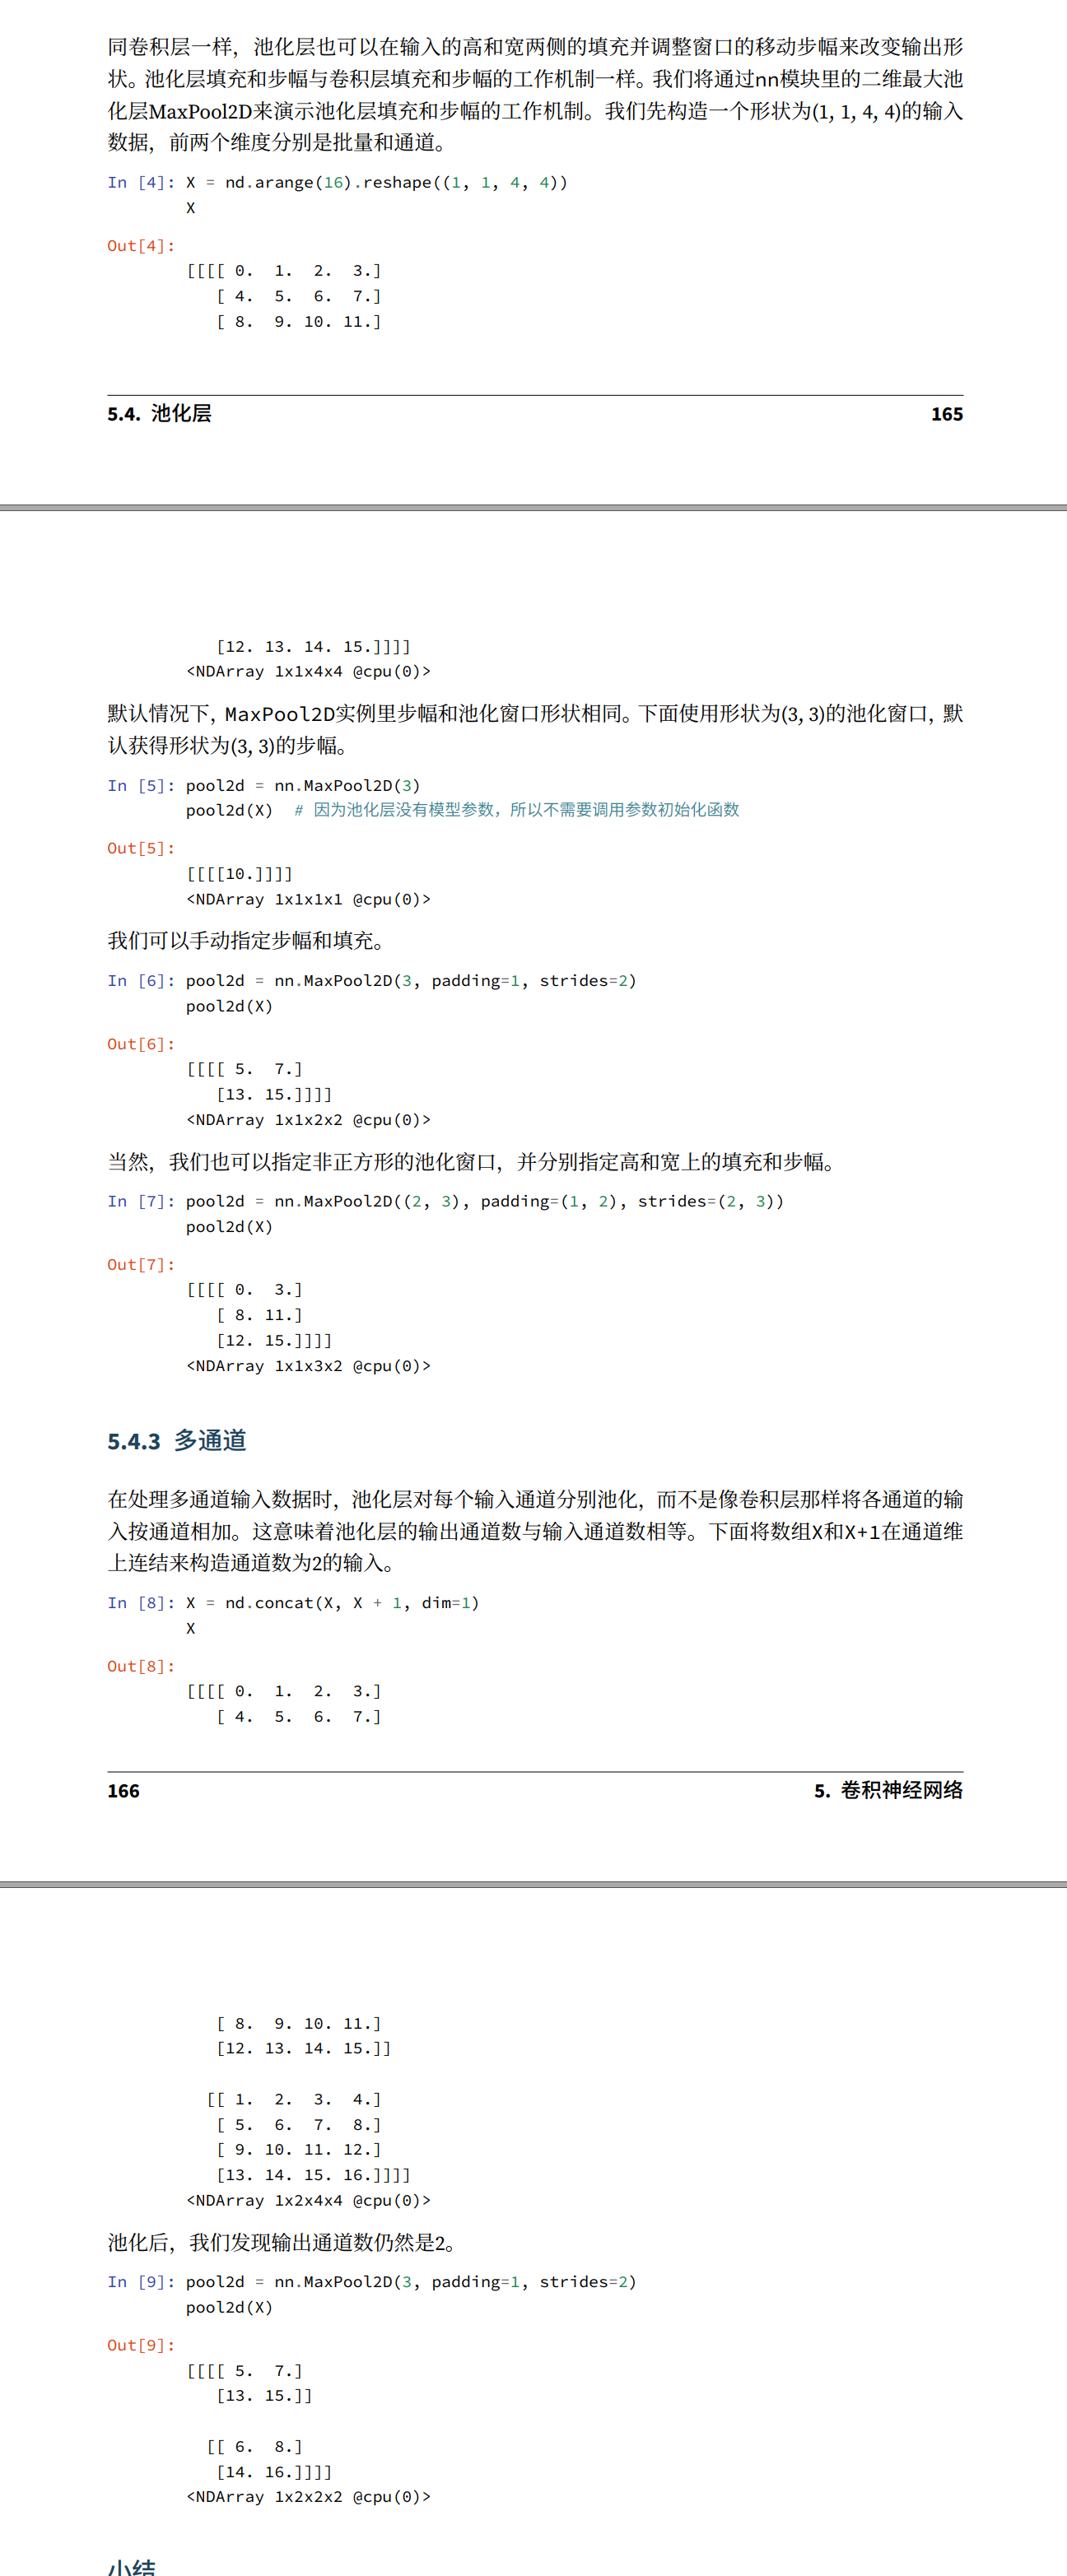 同卷积层一样，池化层也可以在输入的高和宽两侧的填充并调整窗口的移动步幅来改变输出形
状。池化层填充和步幅与卷积层填充和步幅的工作机制一样。我们将通过nn模块里的二维最大池
化层MaxPool2D来演示池化层填充和步幅的工作机制。我们先构造一个形状为(1, 1, 4, 4)的输入
数据，前两个维度分别是批量和通道。
In [4]: X = nd.arange(16).reshape((1, 1, 4, 4))
X
Out[4]:
[[[[ 0.  1.  2.  3.]
[ 4.  5.  6.  7.]
[ 8.  9. 10. 11.]
5.4. 池化层 165
[12. 13. 14. 15.]]]]
<NDArray 1x1x4x4 @cpu(0)>
默认情况下，MaxPool2D实例里步幅和池化窗口形状相同。下面使用形状为(3, 3)的池化窗口，默
认获得形状为(3, 3)的步幅。
In [5]: pool2d = nn.MaxPool2D(3)
pool2d(X)  # 因为池化层没有模型参数，所以不需要调用参数初始化函数
Out[5]:
[[[[10.]]]]
<NDArray 1x1x1x1 @cpu(0)>
我们可以手动指定步幅和填充。
In [6]: pool2d = nn.MaxPool2D(3, padding=1, strides=2)
pool2d(X)
Out[6]:
[[[[ 5.  7.]
[13. 15.]]]]
<NDArray 1x1x2x2 @cpu(0)>
当然，我们也可以指定非正方形的池化窗口，并分别指定高和宽上的填充和步幅。
In [7]: pool2d = nn.MaxPool2D((2, 3), padding=(1, 2), strides=(2, 3))
pool2d(X)
Out[7]:
[[[[ 0.  3.]
[ 8. 11.]
[12. 15.]]]]
<NDArray 1x1x3x2 @cpu(0)>
5.4.3 多通道
在处理多通道输入数据时，池化层对每个输入通道分别池化，而不是像卷积层那样将各通道的输
入按通道相加。这意味着池化层的输出通道数与输入通道数相等。下面将数组X和X+1在通道维
上连结来构造通道数为2的输入。
In [8]: X = nd.concat(X, X + 1, dim=1)
X
Out[8]:
[[[[ 0.  1.  2.  3.]
[ 4.  5.  6.  7.]
166 5. 卷积神经网络
[ 8.  9. 10. 11.]
[12. 13. 14. 15.]]
[[ 1.  2.  3.  4.]
[ 5.  6.  7.  8.]
[ 9. 10. 11. 12.]
[13. 14. 15. 16.]]]]
<NDArray 1x2x4x4 @cpu(0)>
池化后，我们发现输出通道数仍然是2。
In [9]: pool2d = nn.MaxPool2D(3, padding=1, strides=2)
pool2d(X)
Out[9]:
[[[[ 5.  7.]
[13. 15.]]
[[ 6.  8.]
[14. 16.]]]]
<NDArray 1x2x2x2 @cpu(0)>
小结